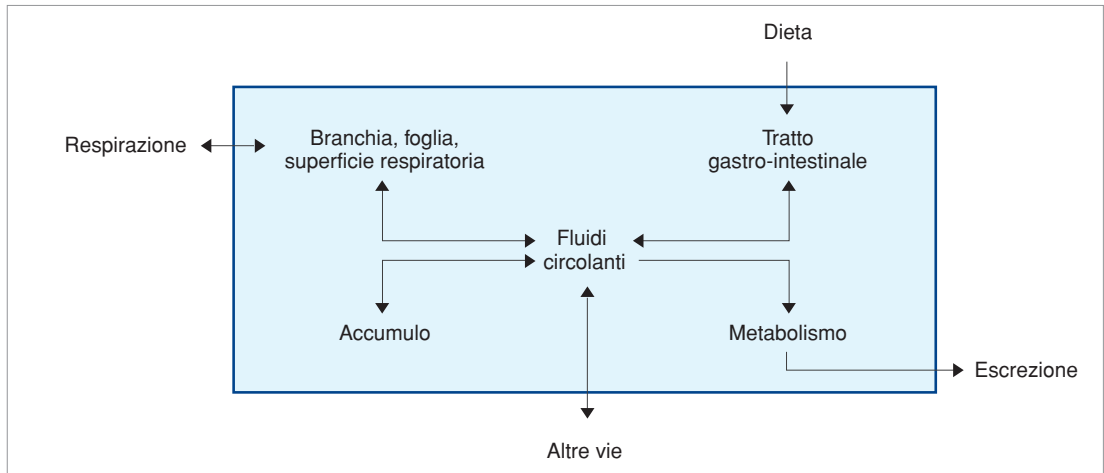 Dieta
Respirazione
Branchia, foglia,
superficie respiratoria
Tratto
gastro-intestinale
Fluidi
circolanti
Accumulo
Metabolismo
Escrezione
Altre vie